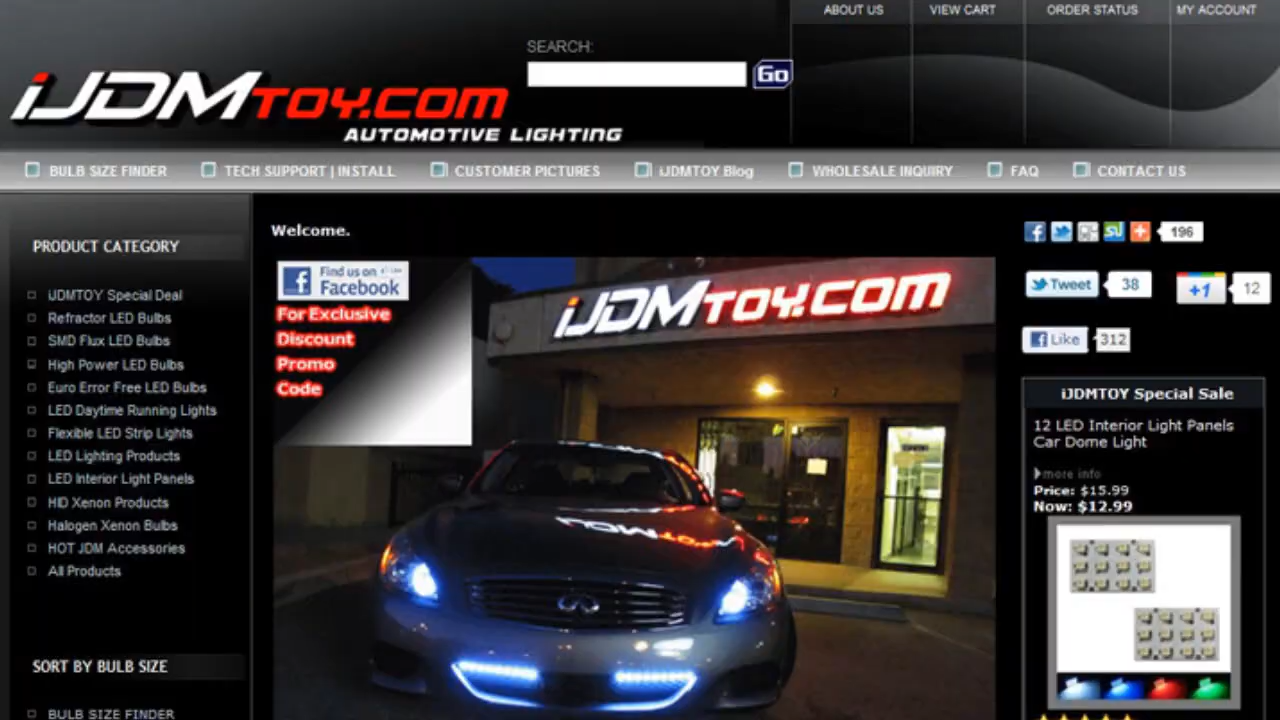 ABOUT US
VIEW CART
ORDER STATUS
MY ACCOUNT
SEARCH:
Go
iJDMTOY.COM
AUTOMOTIVE LIGHTING
BULB SIZE FINDER
TECH SUPPORT | INSTALL
CUSTOMER PICTURES
iJDMTOY Blog
WHOLESALE INQUIRY
FAQ
CONTACT US
PRODUCT CATEGORY
iJDMTOY Special Deal
Refractor LED Bulbs
SMD Flux LED Bulbs
High Power LED Bulbs
Euro Error Free LED Bulbs
LED Daytime Running Lights
Flexible LED Strip Lights
LED Lighting Products
LED Interior Light Panels
HID Xenon Products
Halogen Xenon Bulbs
HOT JDM Accessories
All Products
SORT BY BULB SIZE
BULB SIZE FINDER
Welcome.
Find us on
Facebook
For Exclusive
Discount
Promo
Code
iJDMTOY.COM
196
Tweet
38
+1
12
Like
312
iJDMTOY Special Sale
12 LED Interior Light Panels
Car Dome Light
more info
Price: $15.99
Now: $12.99